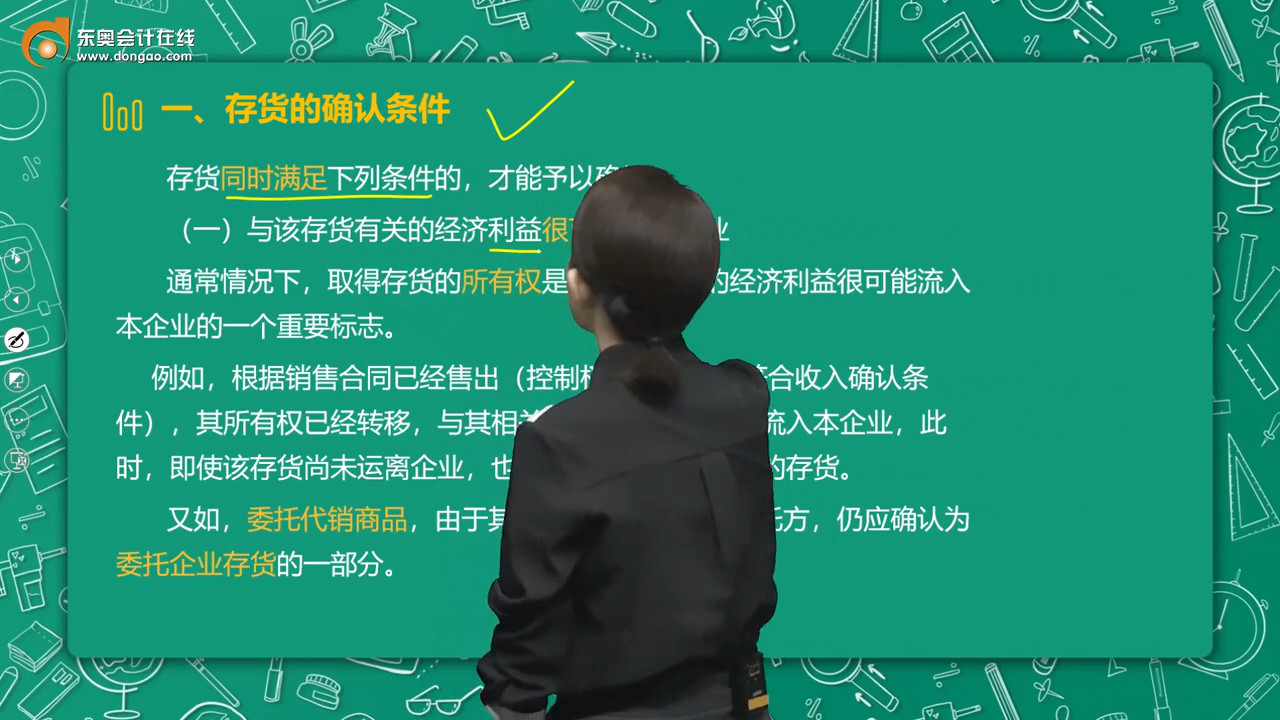 东奥会计在线
www.dongao.com
一、存货的确认条件
存货同时满足下列条件的，才能予以
（一）与该存货有关的经济利益很 业
通常情况下，取得存货的所有权是 的经济利益很可能流入
本企业的一个重要标志。
例如，根据销售合同已经售出（控制 符合收入确认条
件），其所有权已经转移，与其相关 流入本企业，此
时，即使该存货尚未运离企业，也 的存货。
又如，委托代销商品，由于其 托方，仍应确认为
委托企业存货的一部分。